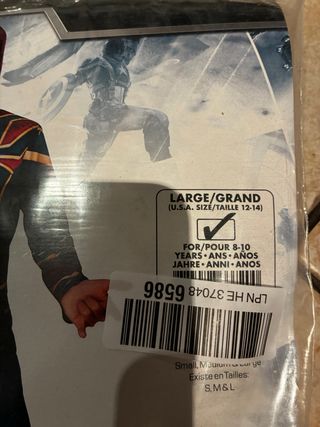 LARGE/GRAND
(U.S.A. SIZE/TAILLE 12-14)
FOR/POUR 8-10
YEARS • ANS • AÑOS
JAHRE • ANNI • ANOS
LPN HE 37048 6586
Small, Medium & Large
Existe en Tailles:
S, M & L